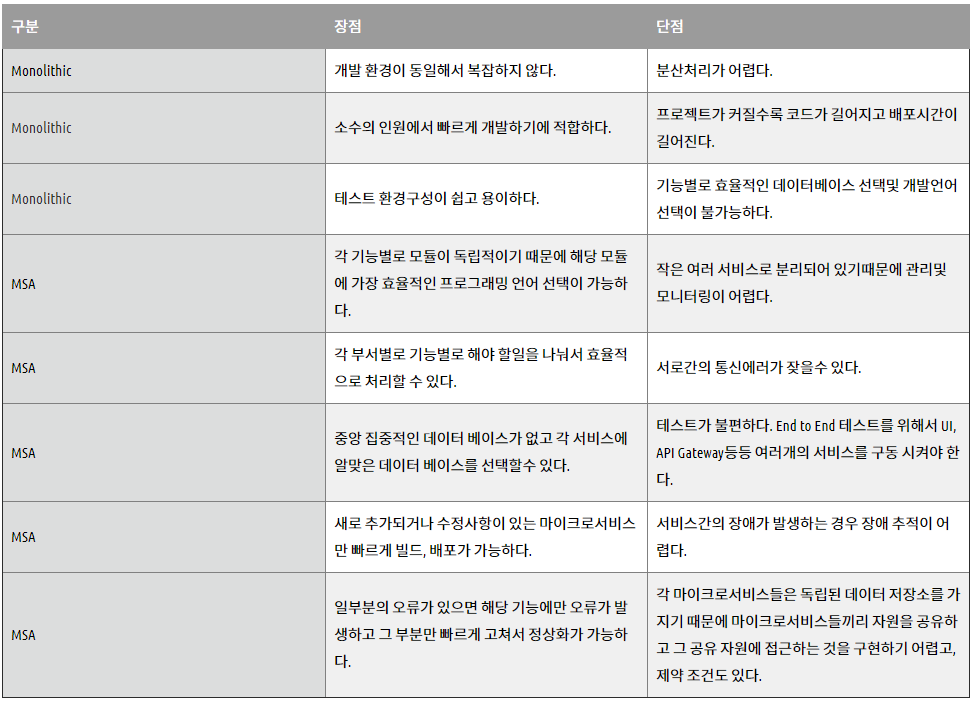 구분
장점
단점
Monolithic
개발 환경이 동일해서 복잡하지 않다.
분산처리가 어렵다.
Monolithic
소수의 인원에서 빠르게 개발하기에 적합하다.
프로젝트가 커질수록 코드가 길어지고 배포시간이
길어진다.
Monolithic
테스트 환경구성이 쉽고 용이하다.
기능별로 효율적인 데이터베이스 선택및 개발언어
선택이 불가능하다.
MSA
각 기능별로 모듈이 독립적이기 때문에 해당 모듈
에 가장 효율적인 프로그래밍 언어 선택이 가능하
다.
작은 여러 서비스로 분리되어 있기때문에 관리및
모니터링이 어렵다.
MSA
각 부서별로 기능별로 해야 할일을 나눠서 효율적
으로 처리할 수 있다.
서로간의 통신에러가 잦을수 있다.
MSA
중앙 집중적인 데이터 베이스가 없고 각 서비스에
알맞은 데이터 베이스를 선택할수 있다.
테스트가 불편하다. End to End 테스트를 위해서 UI,
API Gateway등등 여러개의 서비스를 구동 시켜야 한
다.
MSA
새로 추가되거나 수정사항이 있는 마이크로서비스
만 빠르게 빌드, 배포가 가능하다.
서비스간의 장애가 발생하는 경우 장애 추적이 어
렵다.
MSA
일부분의 오류가 있으면 해당 기능에만 오류가 발
생하고 그 부분만 빠르게 고쳐서 정상화가 가능하
다.
각 마이크로서비스들은 독립된 데이터 저장소를 가
지기 때문에 마이크로서비스들끼리 자원을 공유하
고 그 공유 자원에 접근하는 것을 구현하기 어렵고,
제약 조건도 있다.